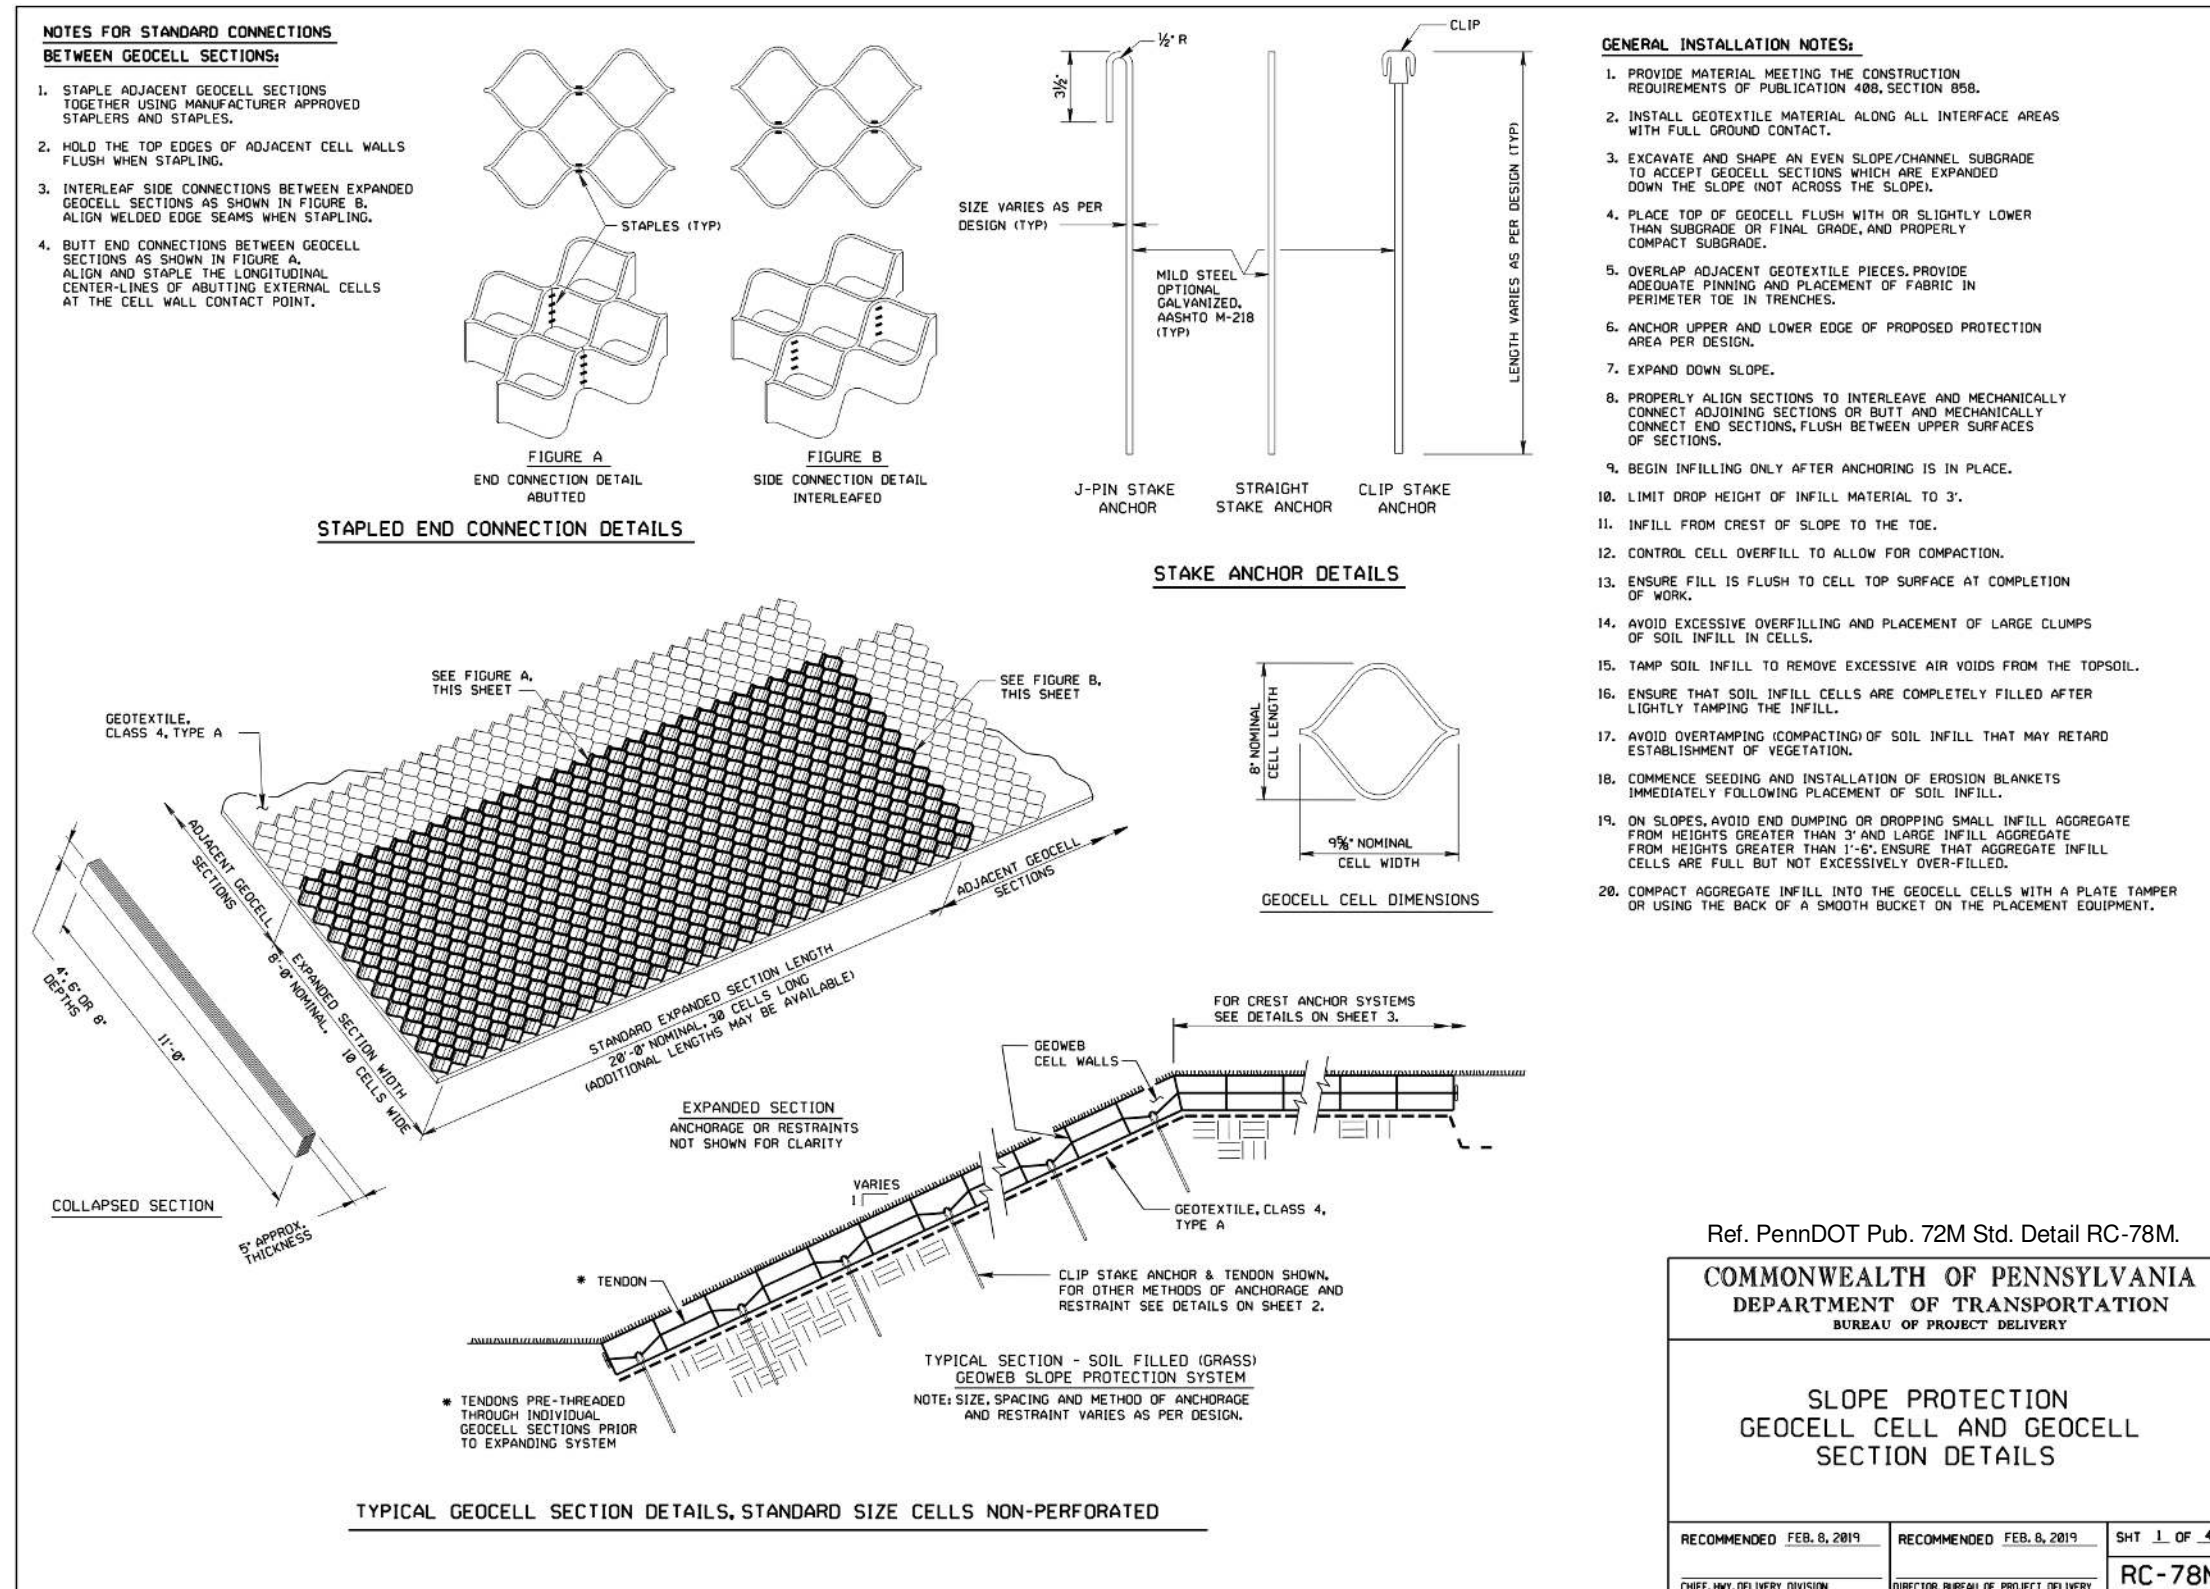 NOTES FOR STANDARD CONNECTIONS
BETWEEN GEOCELL SECTIONS:
1. STAPLE ADJACENT GEOCELL SECTIONS
TOGETHER USING MANUFACTURER APPROVED
STAPLERS AND STAPLES.
2. HOLD THE TOP EDGES OF ADJACENT CELL WALLS
FLUSH WHEN STAPLING.
3. INTERLEAF SIDE CONNECTIONS BETWEEN EXPANDED
GEOCELL SECTIONS AS SHOWN IN FIGURE B.
ALIGN WELDED EDGE SEAMS WHEN STAPLING.
4. BUTT END CONNECTIONS BETWEEN GEOCELL
SECTIONS AS SHOWN IN FIGURE A.
ALIGN AND STAPLE THE LONGITUDINAL
CENTER-LINES OF ABUTTING EXTERNAL CELLS
AT THE CELL WALL CONTACT POINT.
STAPLES (TYP)
FIGURE A
END CONNECTION DETAIL
ABUTTED
FIGURE B
SIDE CONNECTION DETAIL
INTERLEAFED
STAPLED END CONNECTION DETAILS
½" R
3½"
CLIP
SIZE VARIES AS PER
DESIGN (TYP)
MILD STEEL
OPTIONAL
GALVANIZED,
AASHTO M-218
(TYP)
LENGTH VARIES AS PER DESIGN (TYP)
J-PIN STAKE
ANCHOR
STRAIGHT
STAKE ANCHOR
CLIP STAKE
ANCHOR
STAKE ANCHOR DETAILS
GENERAL INSTALLATION NOTES:
1. PROVIDE MATERIAL MEETING THE CONSTRUCTION
REQUIREMENTS OF PUBLICATION 408, SECTION 858.
2. INSTALL GEOTEXTILE MATERIAL ALONG ALL INTERFACE AREAS
WITH FULL GROUND CONTACT.
3. EXCAVATE AND SHAPE AN EVEN SLOPE/CHANNEL SUBGRADE
TO ACCEPT GEOCELL SECTIONS WHICH ARE EXPANDED
DOWN THE SLOPE (NOT ACROSS THE SLOPE).
4. PLACE TOP OF GEOCELL FLUSH WITH OR SLIGHTLY LOWER
THAN SUBGRADE OR FINAL GRADE, AND PROPERLY
COMPACT SUBGRADE.
5. OVERLAP ADJACENT GEOTEXTILE PIECES. PROVIDE
ADEQUATE PINNING AND PLACEMENT OF FABRIC IN
PERIMETER TOE IN TRENCHES.
6. ANCHOR UPPER AND LOWER EDGE OF PROPOSED PROTECTION
AREA PER DESIGN.
7. EXPAND DOWN SLOPE.
8. PROPERLY ALIGN SECTIONS TO INTERLEAVE AND MECHANICALLY
CONNECT ADJOINING SECTIONS OR BUTT AND MECHANICALLY
CONNECT END SECTIONS, FLUSH BETWEEN UPPER SURFACES
OF SECTIONS.
9. BEGIN INFILLING ONLY AFTER ANCHORING IS IN PLACE.
10. LIMIT DROP HEIGHT OF INFILL MATERIAL TO 3'.
11. INFILL FROM CREST OF SLOPE TO THE TOE.
12. CONTROL CELL OVERFILL TO ALLOW FOR COMPACTION.
13. ENSURE FILL IS FLUSH TO CELL TOP SURFACE AT COMPLETION
OF WORK.
14. AVOID EXCESSIVE OVERFILLING AND PLACEMENT OF LARGE CLUMPS
OF SOIL INFILL IN CELLS.
15. TAMP SOIL INFILL TO REMOVE EXCESSIVE AIR VOIDS FROM THE TOPSOIL.
16. ENSURE THAT SOIL INFILL CELLS ARE COMPLETELY FILLED AFTER
LIGHTLY TAMPING THE INFILL.
17. AVOID OVERTAMPING (COMPACTING) OF SOIL INFILL THAT MAY RETARD
ESTABLISHMENT OF VEGETATION.
18. COMMENCE SEEDING AND INSTALLATION OF EROSION BLANKETS
IMMEDIATELY FOLLOWING PLACEMENT OF SOIL INFILL.
19. ON SLOPES, AVOID END DUMPING OR DROPPING SMALL INFILL AGGREGATE
FROM HEIGHTS GREATER THAN 3' AND LARGE INFILL AGGREGATE
FROM HEIGHTS GREATER THAN 1'-6". ENSURE THAT AGGREGATE INFILL
CELLS ARE FULL BUT NOT EXCESSIVELY OVER-FILLED.
20. COMPACT AGGREGATE INFILL INTO THE GEOCELL CELLS WITH A PLATE TAMPER
OR USING THE BACK OF A SMOOTH BUCKET ON THE PLACEMENT EQUIPMENT.
SEE FIGURE A,
THIS SHEET
SEE FIGURE B,
THIS SHEET
GEOTEXTILE,
CLASS 4, TYPE A
ADJACENT GEOCELL
SECTIONS
EXPANDED SECTION WIDTH
8'-0" NOMINAL, 10 CELLS WIDE
STANDARD EXPANDED SECTION LENGTH
20'-0" NOMINAL, 30 CELLS LONG
(ADDITIONAL LENGTHS MAY BE AVAILABLE)
ADJACENT GEOCELL
SECTIONS
4", 6" OR 8"
DEPTHS
11'-0"
COLLAPSED SECTION
5" APPROX.
THICKNESS
EXPANDED SECTION
ANCHORAGE OR RESTRAINTS
NOT SHOWN FOR CLARITY
8" NOMINAL
CELL LENGTH
9⅝" NOMINAL
CELL WIDTH
GEOCELL CELL DIMENSIONS
FOR CREST ANCHOR SYSTEMS
SEE DETAILS ON SHEET 3.
GEOWEB
CELL WALLS
VARIES
1
GEOTEXTILE, CLASS 4,
TYPE A
* TENDON
CLIP STAKE ANCHOR & TENDON SHOWN.
FOR OTHER METHODS OF ANCHORAGE AND
RESTRAINT SEE DETAILS ON SHEET 2.
TYPICAL SECTION - SOIL FILLED (GRASS)
GEOWEB SLOPE PROTECTION SYSTEM
NOTE: SIZE, SPACING AND METHOD OF ANCHORAGE
AND RESTRAINT VARIES AS PER DESIGN.
* TENDONS PRE-THREADED
THROUGH INDIVIDUAL
GEOCELL SECTIONS PRIOR
TO EXPANDING SYSTEM
TYPICAL GEOCELL SECTION DETAILS, STANDARD SIZE CELLS NON-PERFORATED
Ref. PennDOT Pub. 72M Std. Detail RC-78M.
COMMONWEALTH OF PENNSYLVANIA
DEPARTMENT OF TRANSPORTATION
BUREAU OF PROJECT DELIVERY
SLOPE PROTECTION
GEOCELL CELL AND GEOCELL
SECTION DETAILS
RECOMMENDED FEB. 8, 2019
RECOMMENDED FEB. 8, 2019
SHT 1 OF 4
CHIEF, HWY. DELIVERY DIVISION
DIRECTOR, BUREAU OF PROJECT DELIVERY
RC-78M